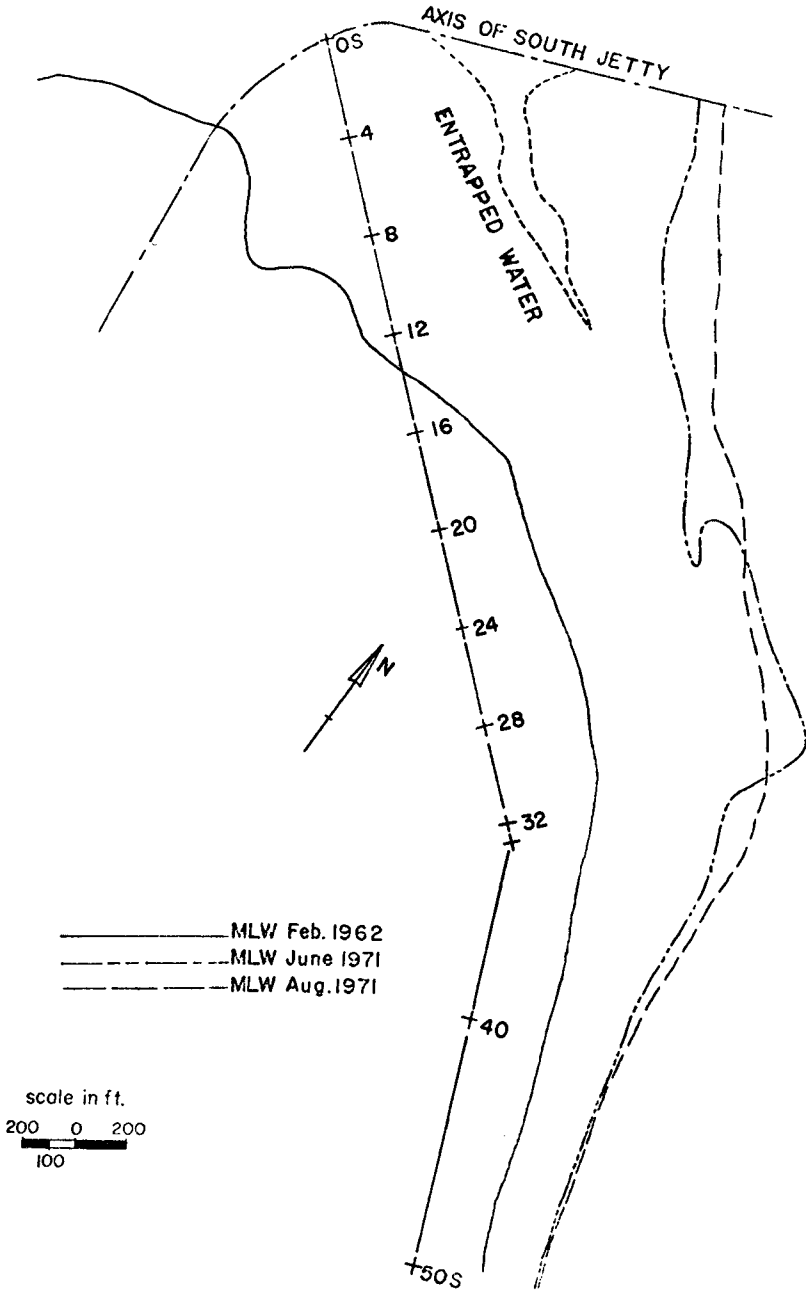 AXIS OF SOUTH JETTY
0S
4
ENTRAPPED WATER
8
12
16
20
24
N
28
32
MLW Feb. 1962
MLW June 1971
MLW Aug. 1971
40
scale in ft.
200 0 200
100
50S